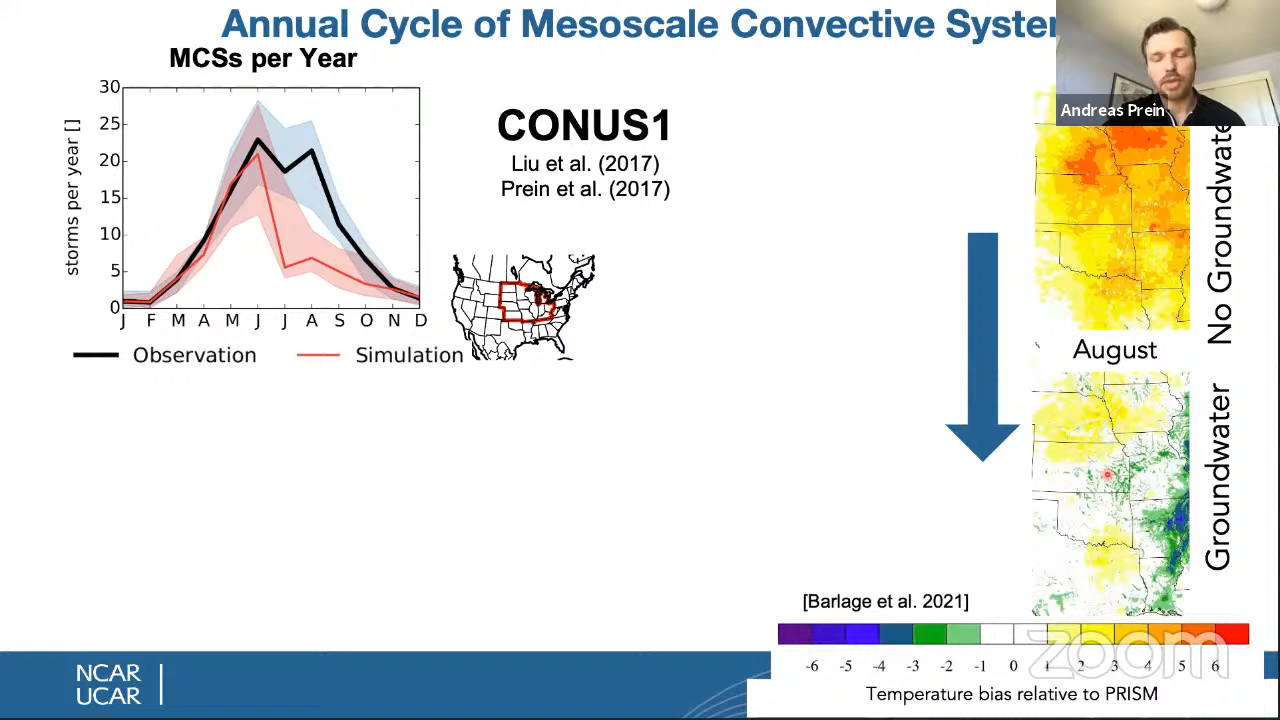 Annual Cycle of Mesoscale Convective Syste
MCSs per Year
30
25
20
15
10
5
0
storms per year []
J F M A M J J A S O N D
Observation
Simulation
CONUS1
Liu et al. (2017)
Prein et al. (2017)
Andreas Prein
No Groundwate
August
Groundwater
[Barlage et al. 2021]
-6 -5 -4 -3 -2 -1 0 1 2 3 4 5 6
zoom
Temperature bias relative to PRISM
NCAR
UCAR